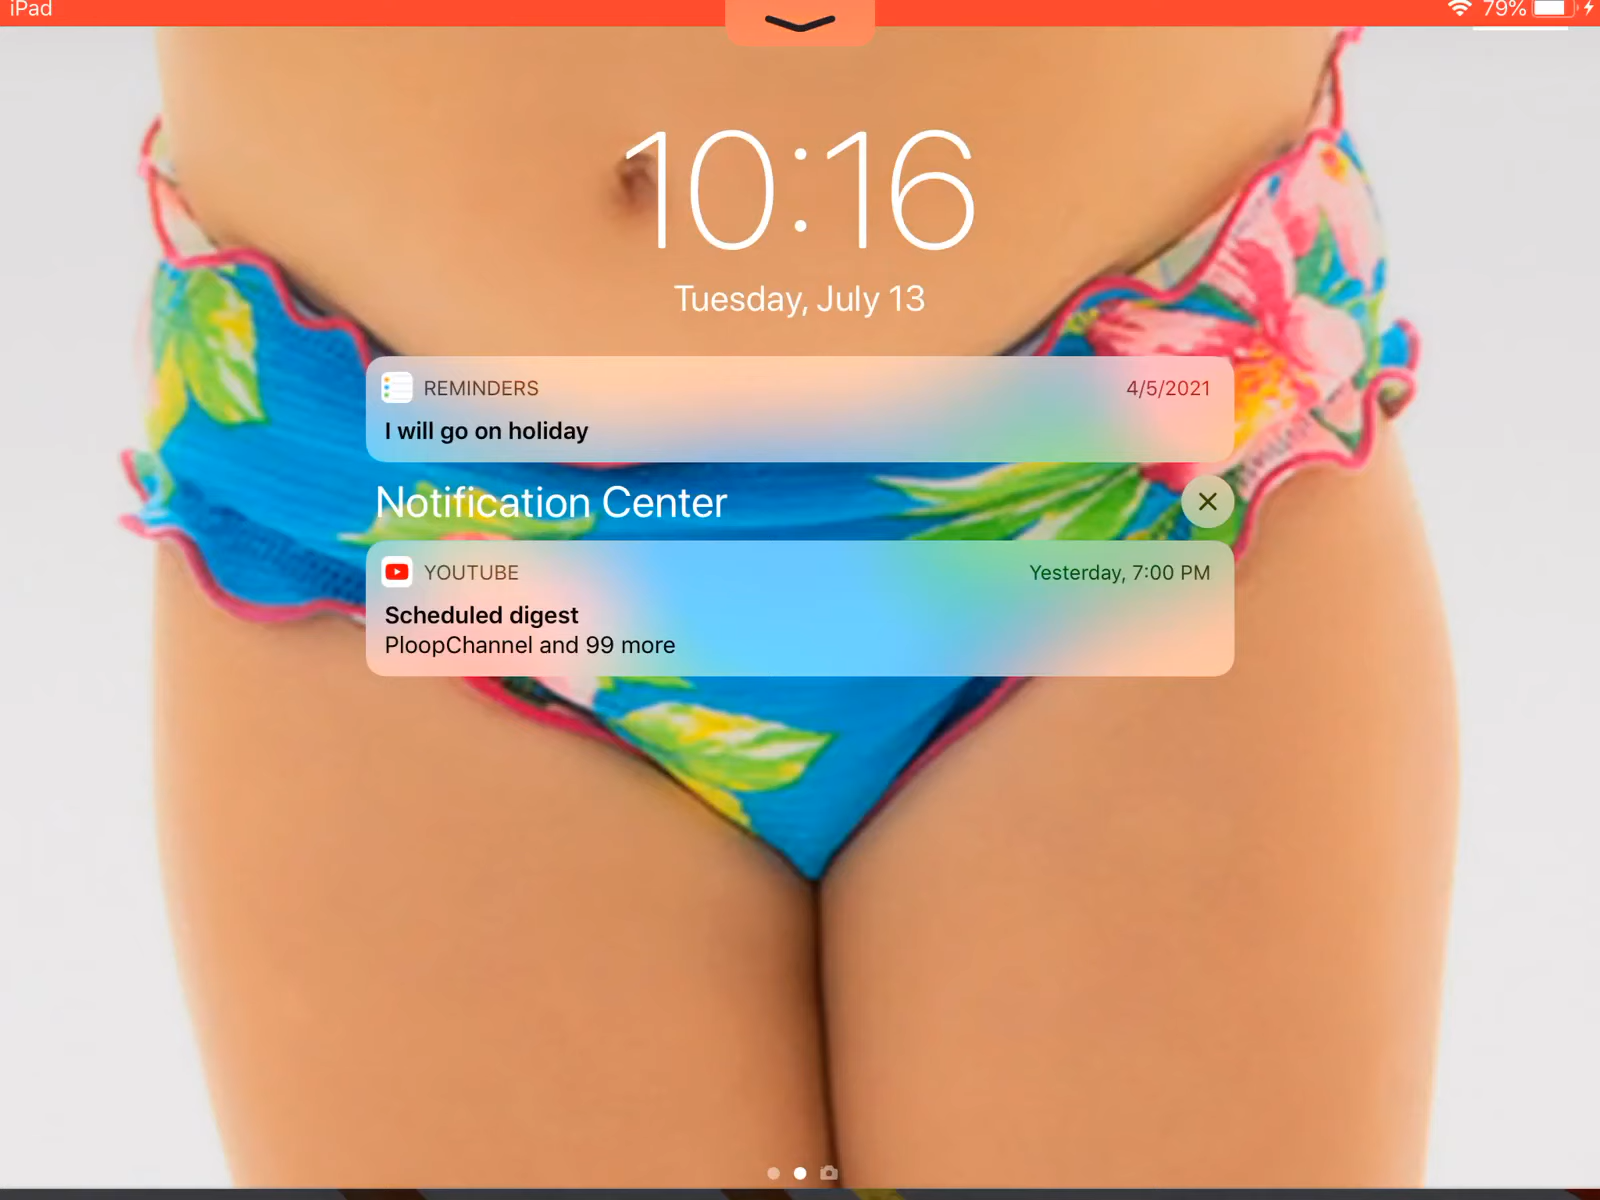 iPad
79%
10:16
Tuesday, July 13
REMINDERS
4/5/2021
I will go on holiday
Notification Center
YOUTUBE
Yesterday, 7:00 PM
Scheduled digest
PloopChannel and 99 more